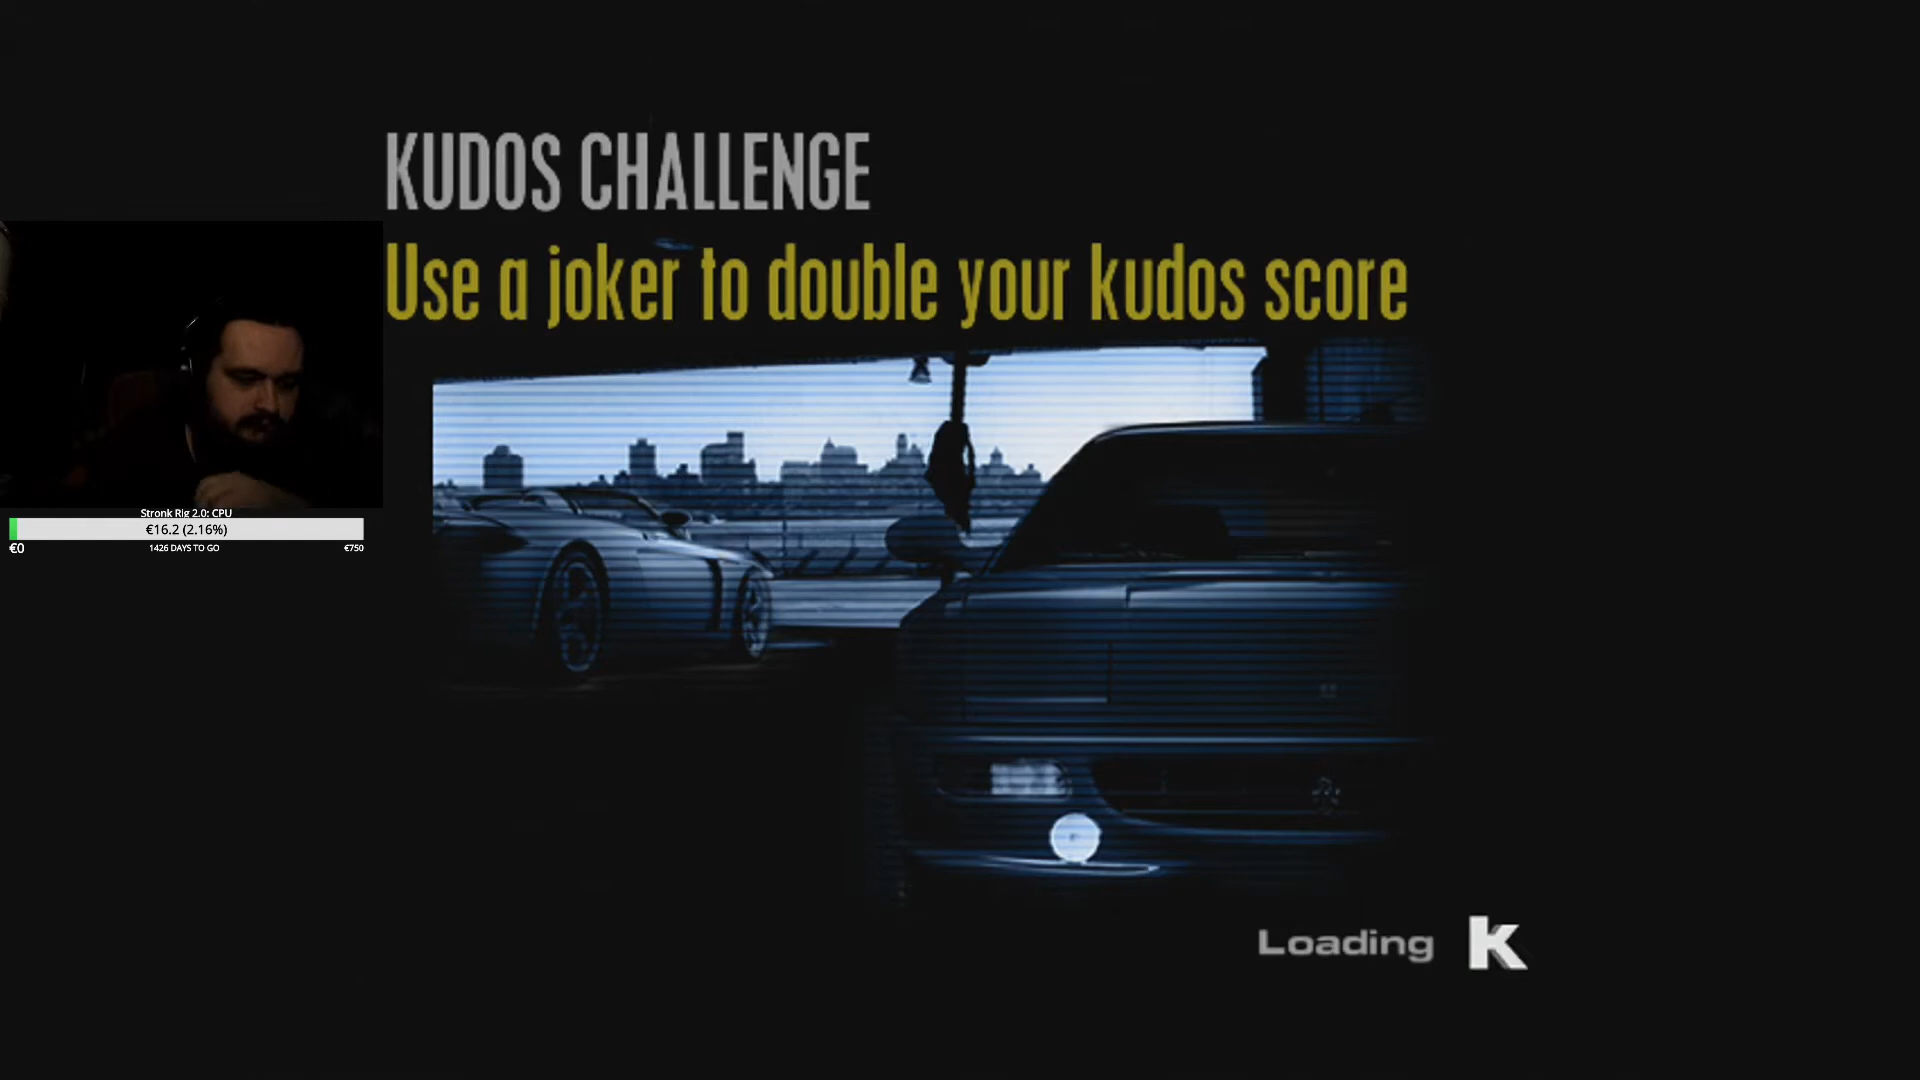 KUDOS CHALLENGE
Use a joker to double your kudos score
Stronk Rig 2.0: CPU
€16.2 (2.16%)
€0
1426 DAYS TO GO
€750
Loading K